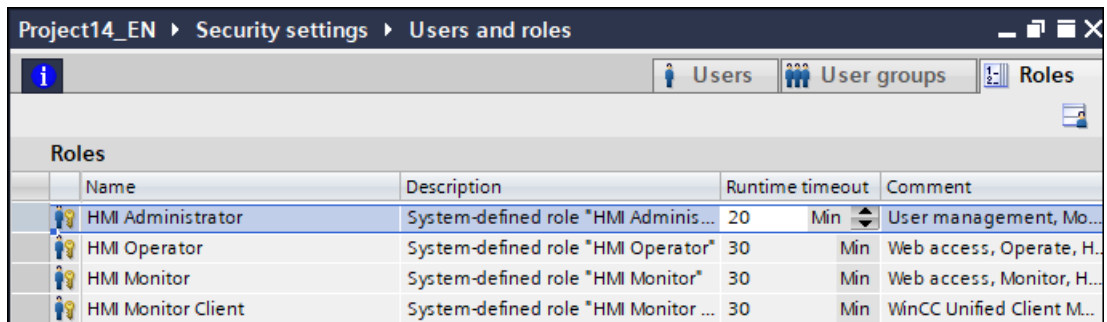 Project14_EN ▸ Security settings ▸ Users and roles
Users User groups Roles
Roles
Name Description Runtime timeout Comment
HMI Administrator System-defined role "HMI Adminis... 20 Min User management, Mo...
HMI Operator System-defined role "HMI Operator" 30 Min Web access, Operate, H...
HMI Monitor System-defined role "HMI Monitor" 30 Min Web access, Monitor, H...
HMI Monitor Client System-defined role "HMI Monitor ... 30 Min WinCC Unified Client M...